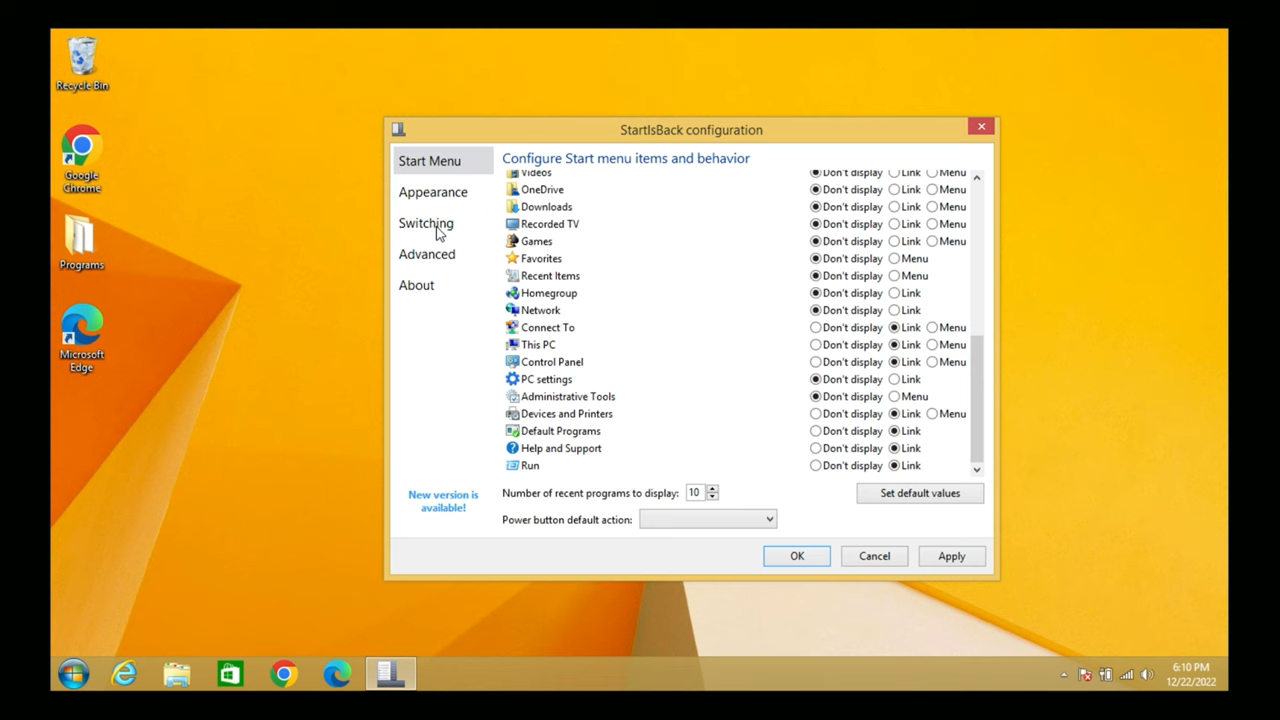 Recycle Bin
Google
Chrome
Programs
Microsoft
Edge
StartIsBack configuration
Start Menu
Appearance
Switching
Advanced
About
New version is
available!
Configure Start menu items and behavior
Videos Don't display Link Menu
OneDrive Don't display Link Menu
Downloads Don't display Link Menu
Recorded TV Don't display Link Menu
Games Don't display Link Menu
Favorites Don't display Menu
Recent Items Don't display Menu
Homegroup Don't display Link
Network Don't display Link
Connect To Don't display Link Menu
This PC Don't display Link Menu
Control Panel Don't display Link Menu
PC settings Don't display Link
Administrative Tools Don't display Menu
Devices and Printers Don't display Link Menu
Default Programs Don't display Link
Help and Support Don't display Link
Run Don't display Link
Number of recent programs to display: 10 Set default values
Power button default action:
OK Cancel Apply
6:10 PM
12/22/2022